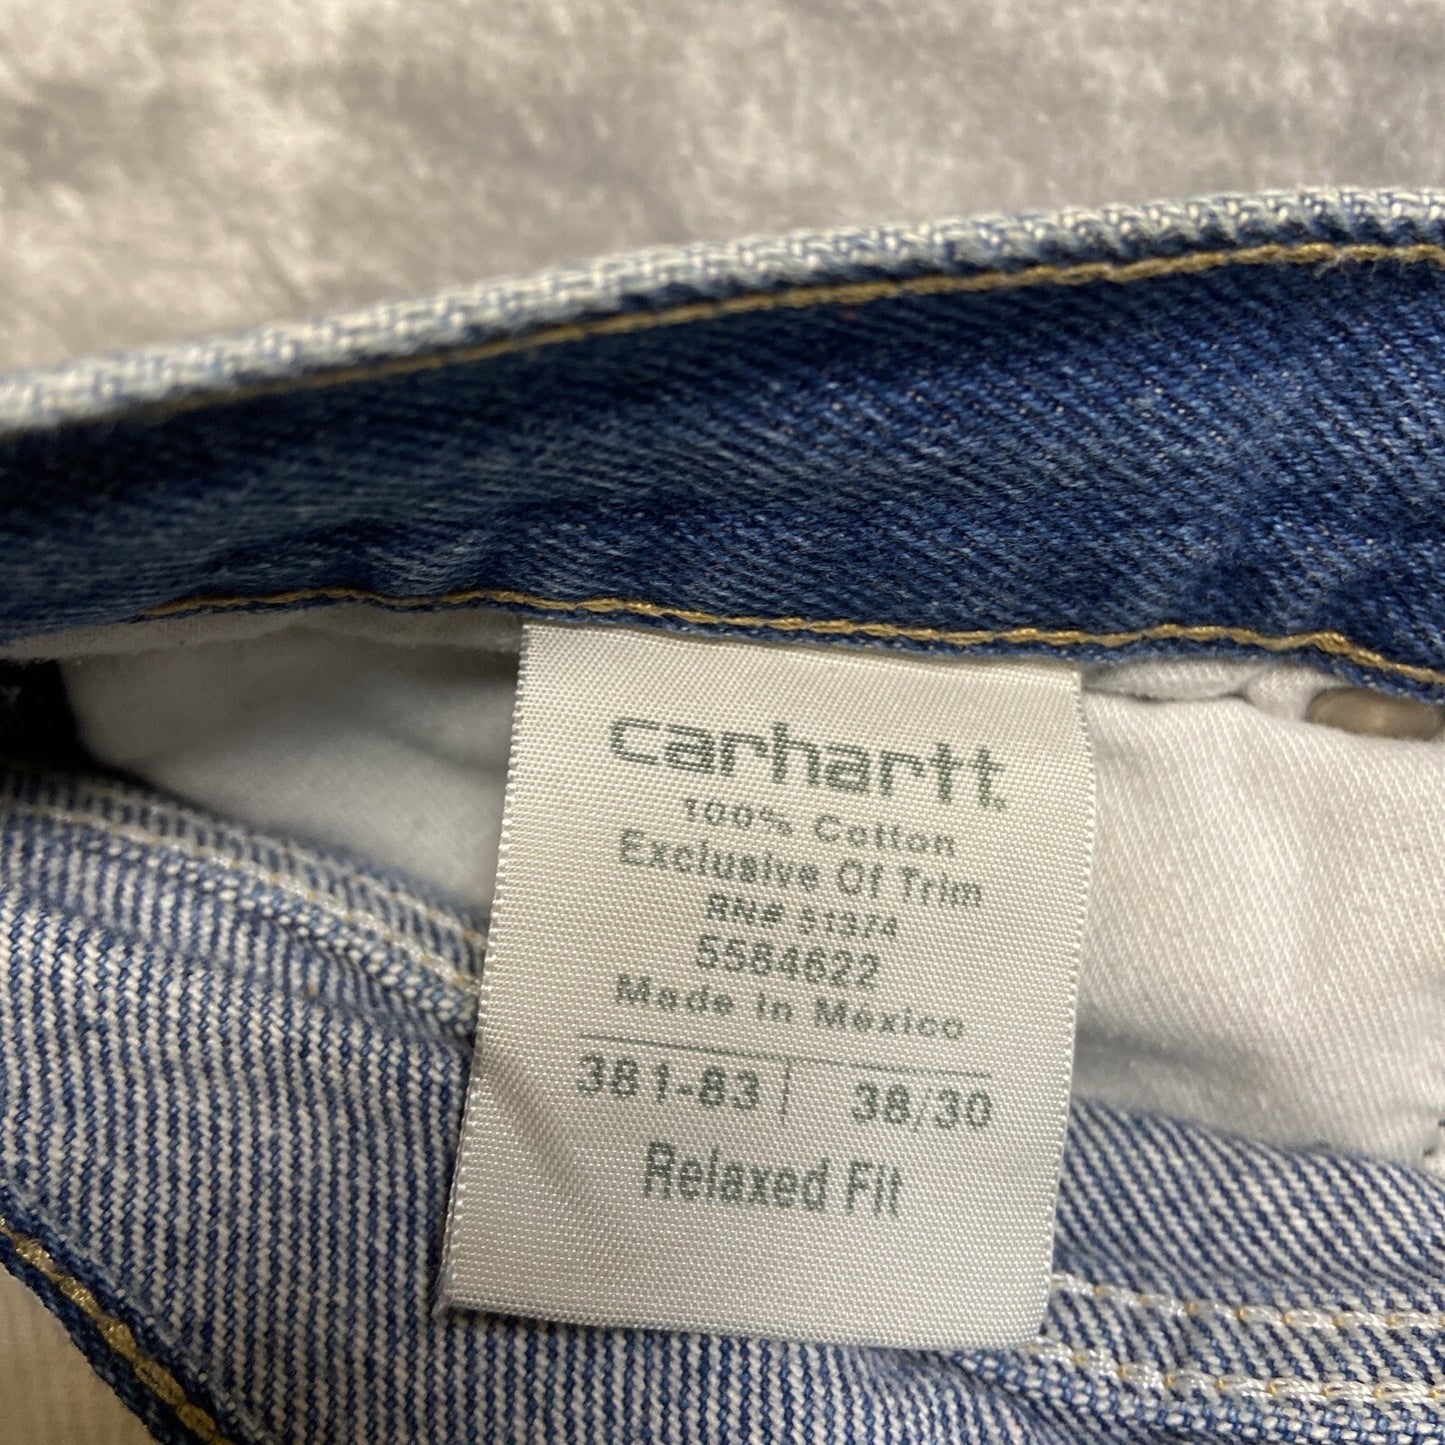 carhartt.
100% Cotton
Exclusive Of Trim
RN# 51374
5584622
Made In Mexico
381-83 | 38/30
Relaxed Fit